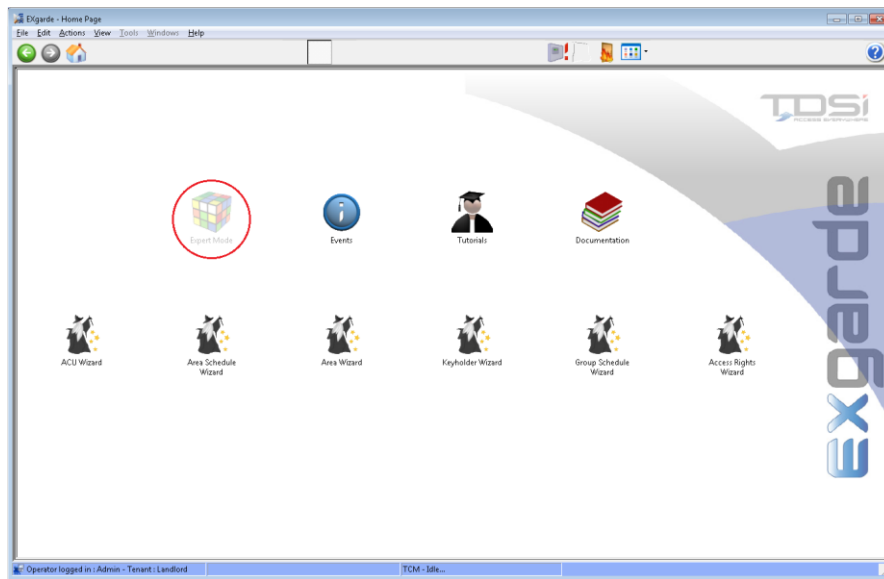 EXgarde - Home Page
File Edit Actions View Tools Windows Help
TDSi
ACCESS EVERYWHERE
Expert Mode
Events
Tutorials
Documentation
ACU Wizard
Area Schedule
Wizard
Area Wizard
Keyholder Wizard
Group Schedule
Wizard
Access Rights
Wizard
EXgarde
Operator logged in : Admin - Tenant : Landlord
TCM - Idle...